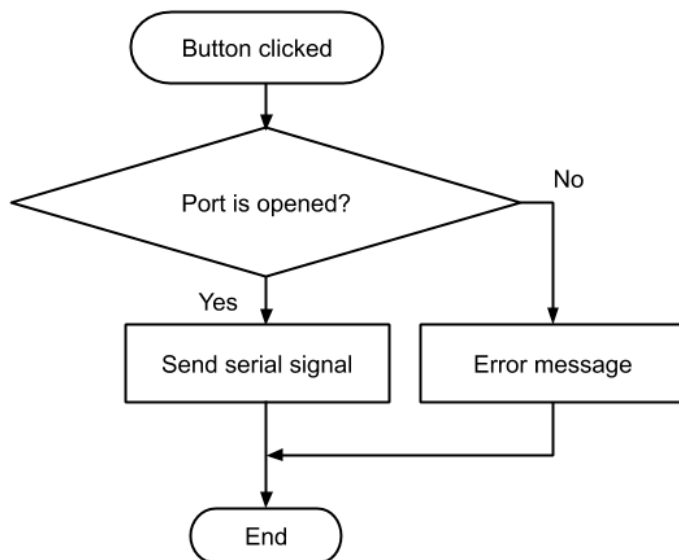 Button clicked
Port is opened?
No
Yes
Send serial signal
Error message
End